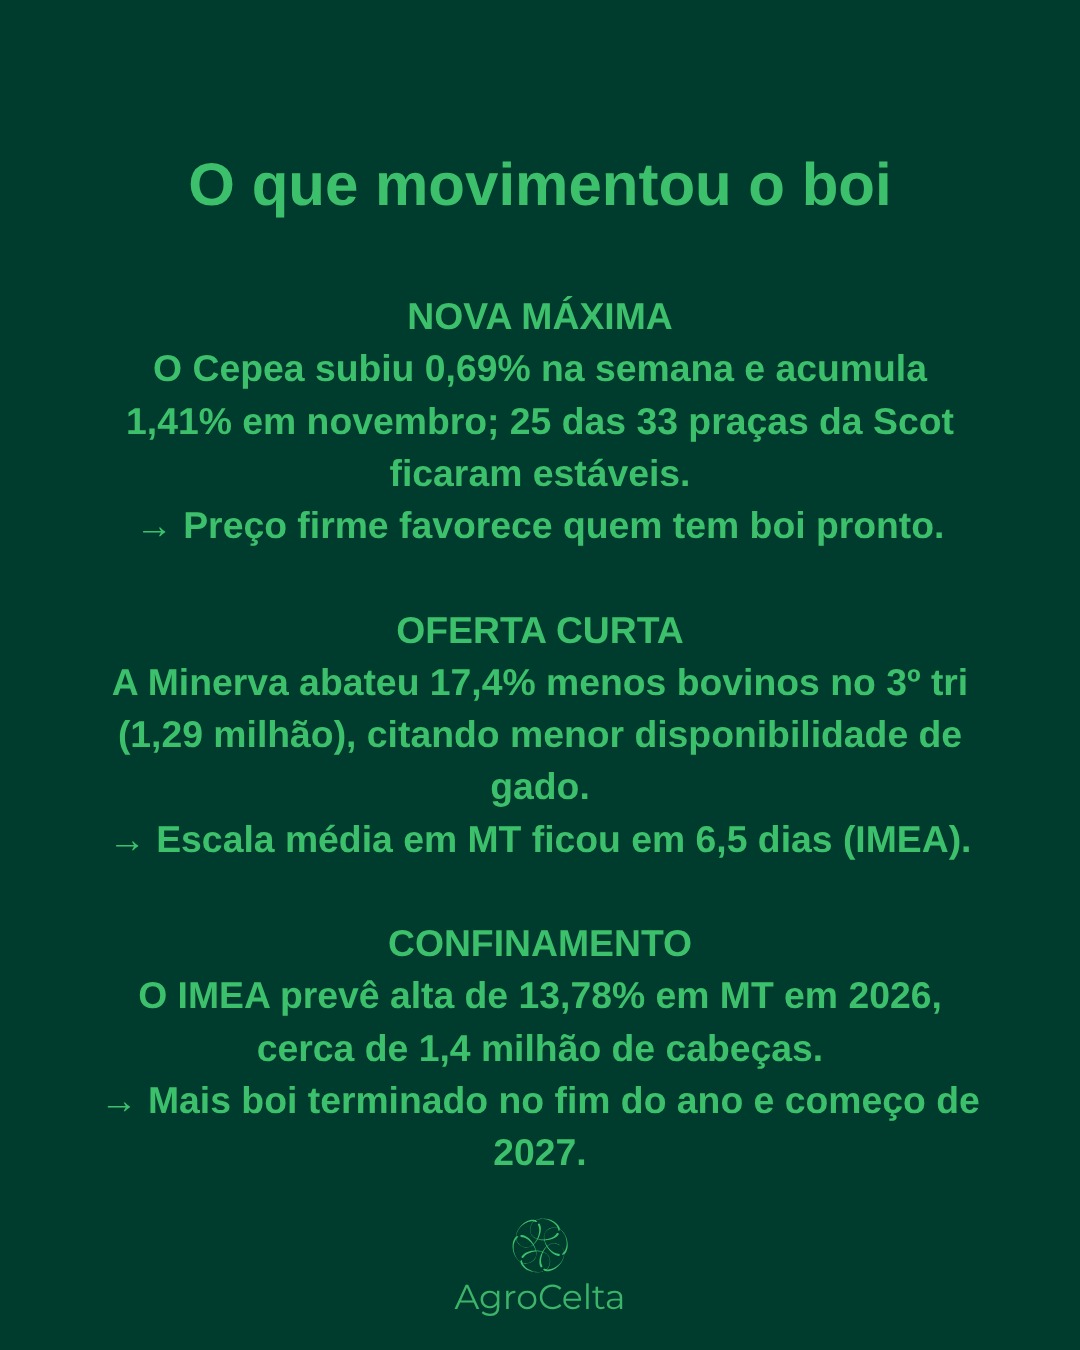 O que movimentou o boi
NOVA MÁXIMA
O Cepea subiu 0,69% na semana e acumula
1,41% em novembro; 25 das 33 praças da Scot
ficaram estáveis.
→ Preço firme favorece quem tem boi pronto.
OFERTA CURTA
A Minerva abateu 17,4% menos bovinos no 3º tri
(1,29 milhão), citando menor disponibilidade de
gado.
→ Escala média em MT ficou em 6,5 dias (IMEA).
CONFINAMENTO
O IMEA prevê alta de 13,78% em MT em 2026,
cerca de 1,4 milhão de cabeças.
→ Mais boi terminado no fim do ano e começo de
2027.
AgroCelta